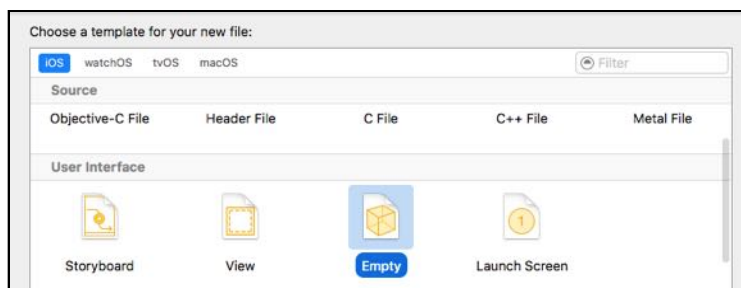 Choose a template for your new file:
iOS watchOS tvOS macOS Filter
Source
Objective-C File Header File C File C++ File Metal File
User Interface
1
Storyboard View Empty Launch Screen